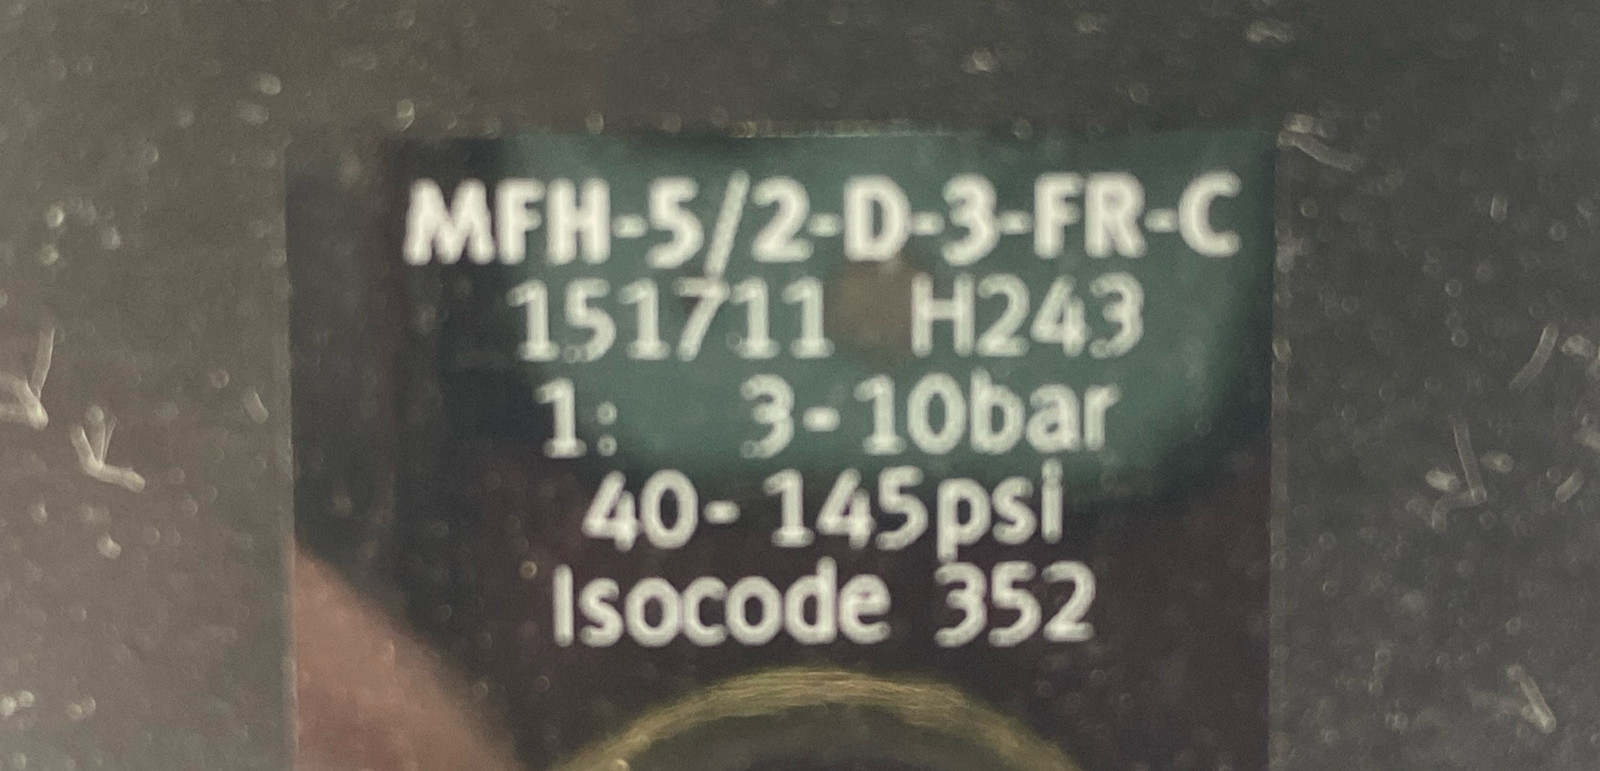 MFH-5/2-D-3-FR-C
151711 H243
1: 3-10bar
40-145psi
Isocode 352